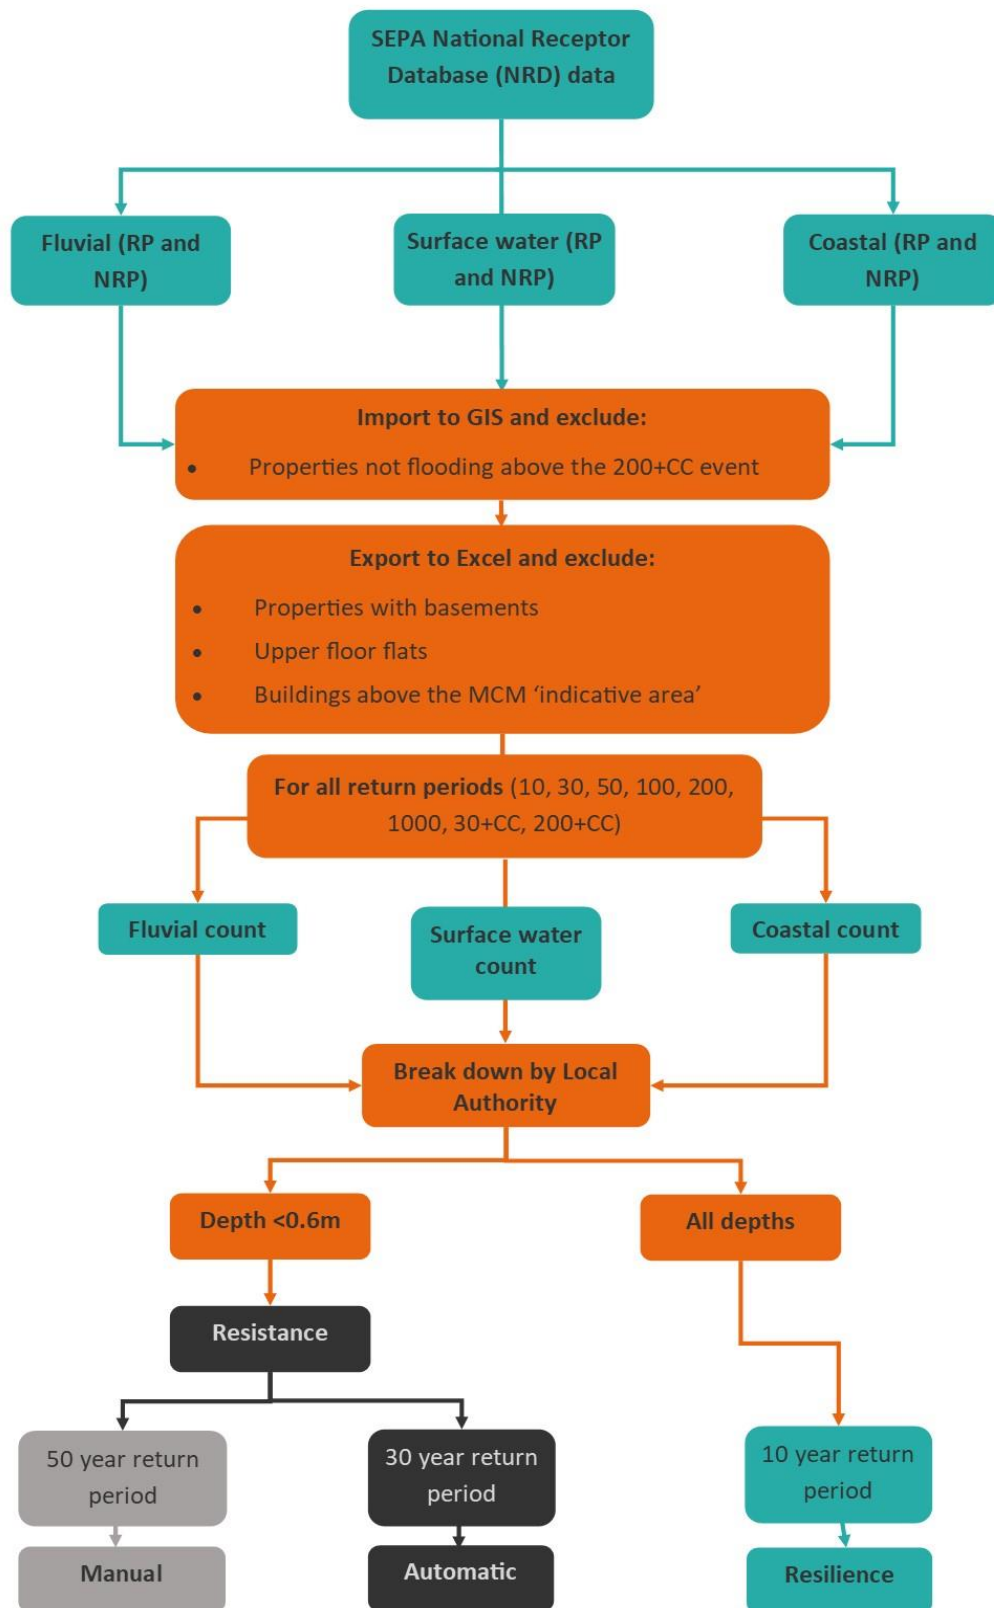 SEPA National Receptor
Database (NRD) data
Fluvial (RP and
NRP)
Surface water (RP
and NRP)
Coastal (RP and
NRP)
Import to GIS and exclude:
• Properties not flooding above the 200+CC event
Export to Excel and exclude:
• Properties with basements
• Upper floor flats
• Buildings above the MCM ‘indicative area’
For all return periods (10, 30, 50, 100, 200,
1000, 30+CC, 200+CC)
Fluvial count
Surface water
count
Coastal count
Break down by Local
Authority
Depth <0.6m
All depths
Resistance
50 year return
period
30 year return
period
10 year return
period
Manual
Automatic
Resilience